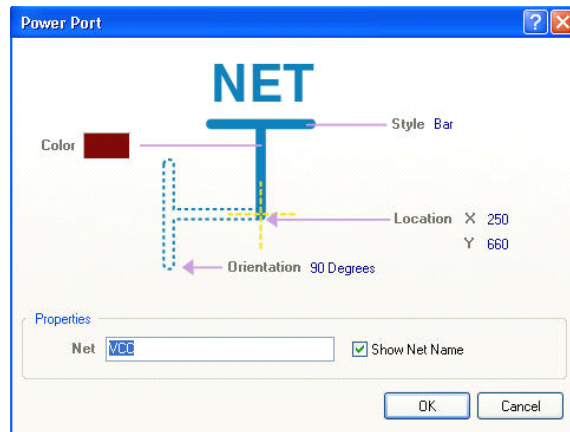 Power Port
NET
Style Bar
Color
Location X 250
Y 660
Orientation 90 Degrees
Properties
Net VCC
Show Net Name
OK
Cancel